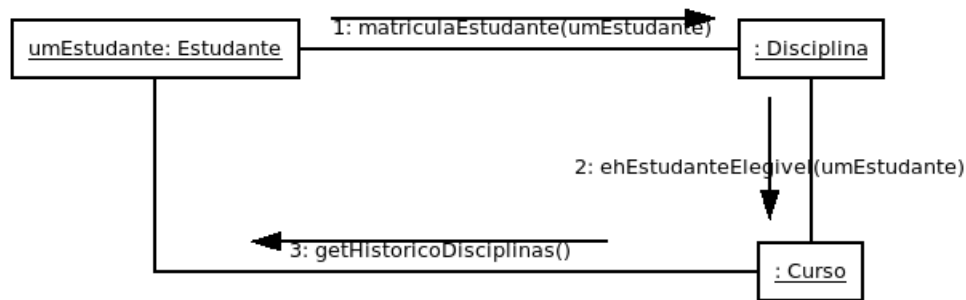 1: matriculaEstudante(umEstudante)
umEstudante: Estudante
: Disciplina
2: ehEstudanteElegivel(umEstudante)
3: getHistoricoDisciplinas()
: Curso